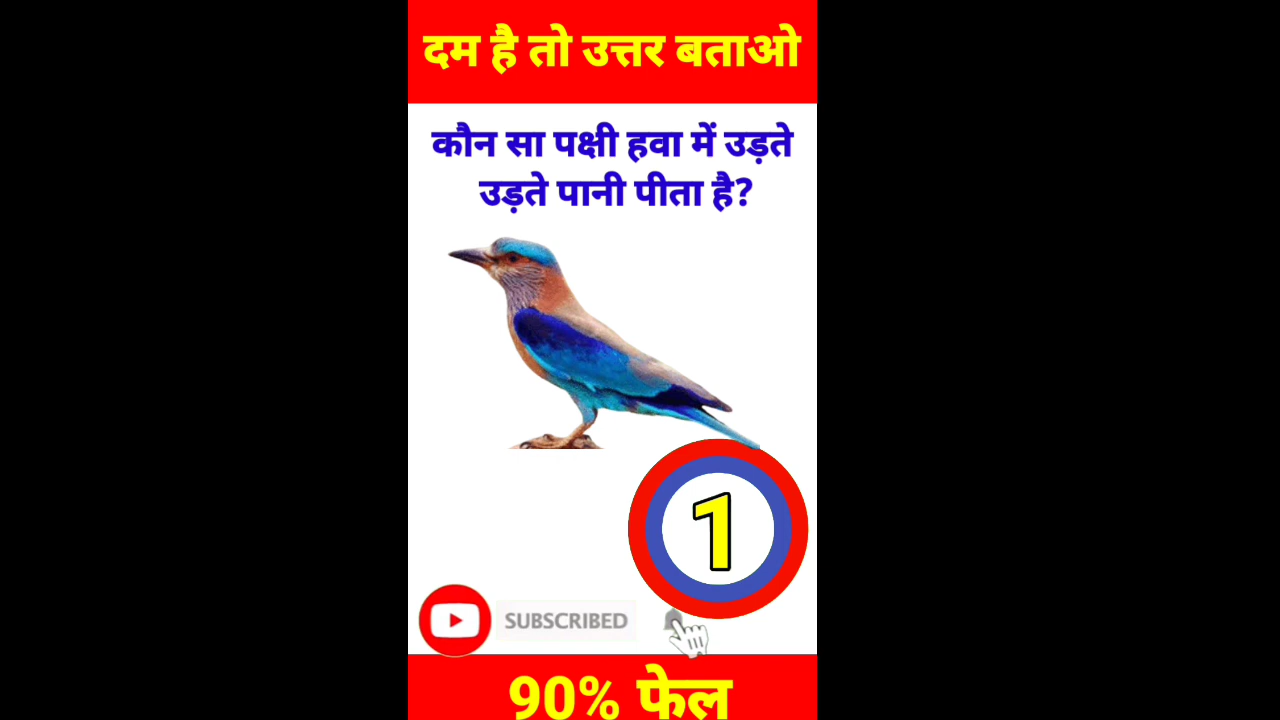 दम है तो उत्तर बताओ
कौन सा पक्षी हवा में उड़ते
उड़ते पानी पीता है?
1
SUBSCRIBED
90% फेल